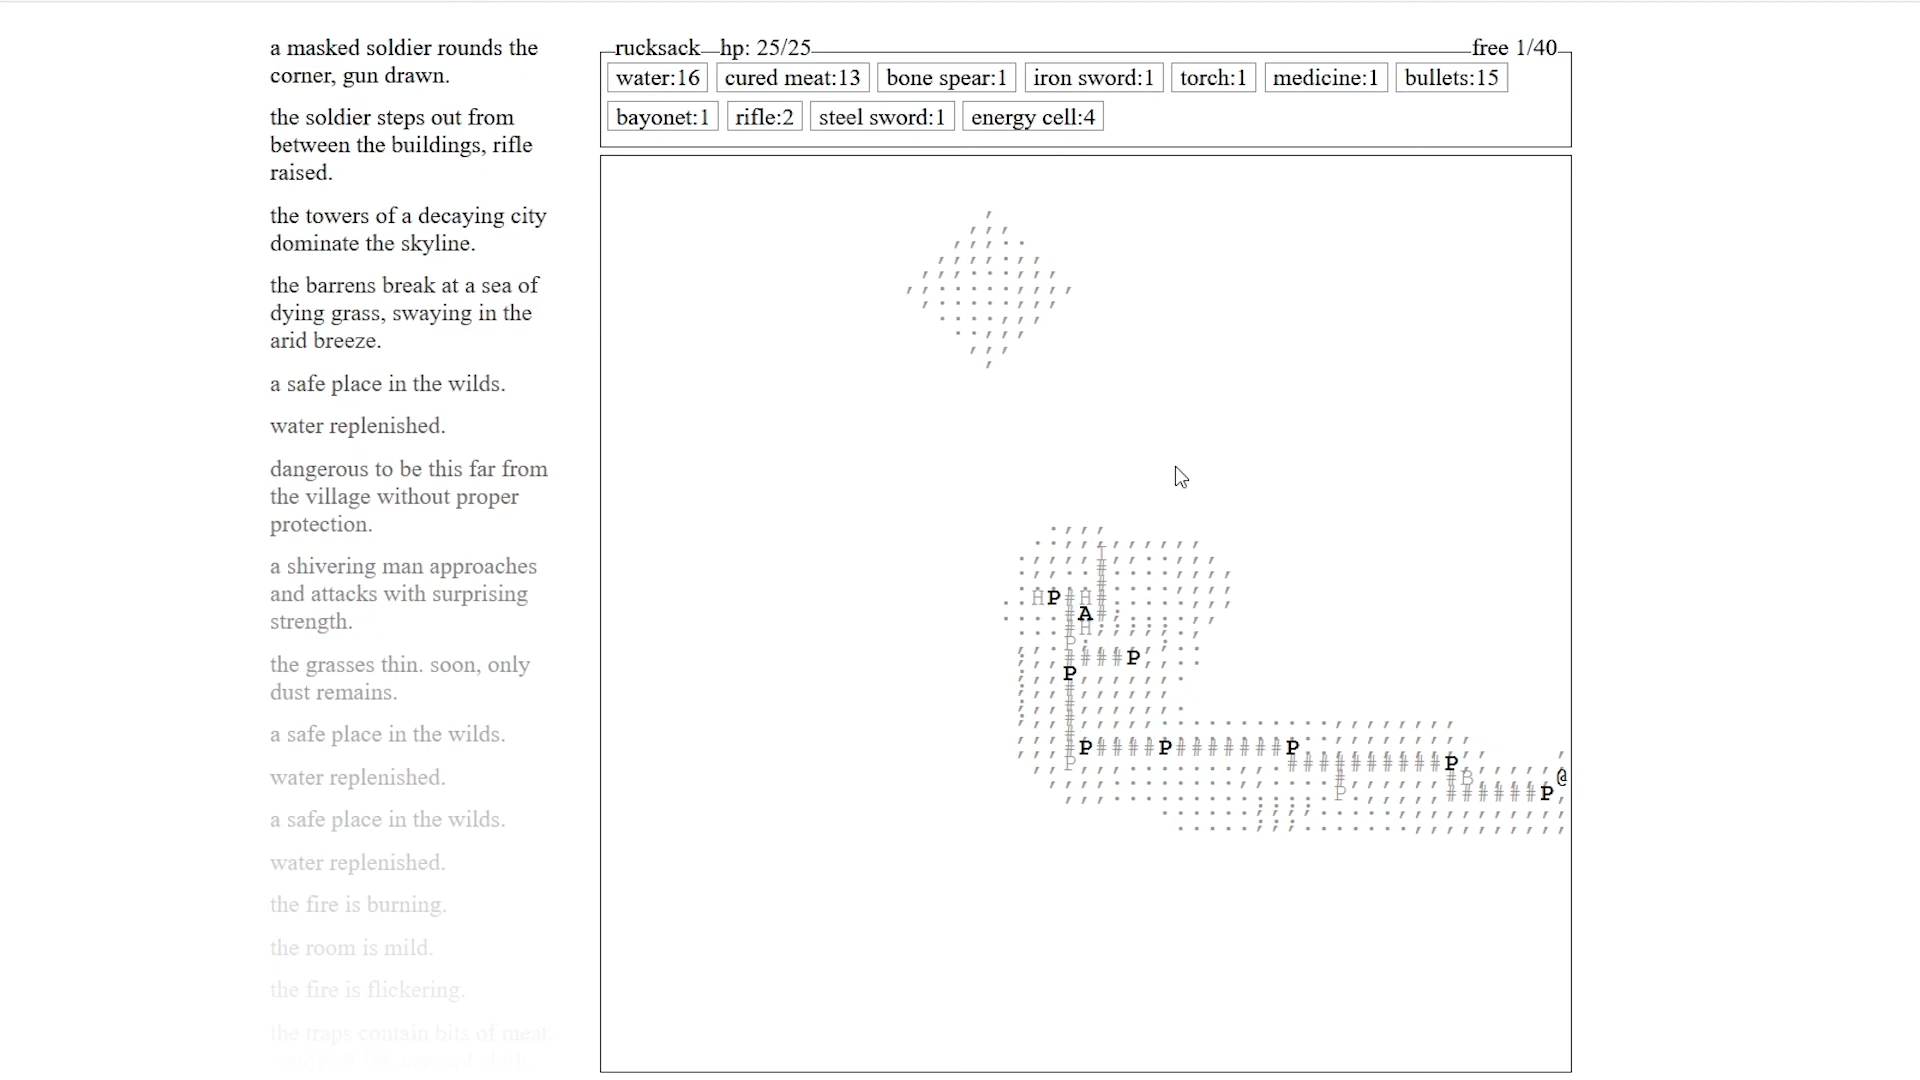 a masked soldier rounds the
corner, gun drawn.
the soldier steps out from
between the buildings, rifle
raised.
the towers of a decaying city
dominate the skyline.
the barrens break at a sea of
dying grass, swaying in the
arid breeze.
a safe place in the wilds.
water replenished.
dangerous to be this far from
the village without proper
protection.
a shivering man approaches
and attacks with surprising
strength.
the grasses thin. soon, only
dust remains.
a safe place in the wilds.
water replenished.
a safe place in the wilds.
water replenished.
the fire is burning.
the room is mild.
the fire is flickering.
the traps contain bits of meat
rucksack hp: 25/25 free 1/40
water:16 cured meat:13 bone spear:1 iron sword:1 torch:1 medicine:1 bullets:15
bayonet:1 rifle:2 steel sword:1 energy cell:4
I
H P # H #
A #
H
P
# # # # P
P
P # # # # P # # # # # # # P
P # # # # # # # # # # P
B @
P # # # # # # P